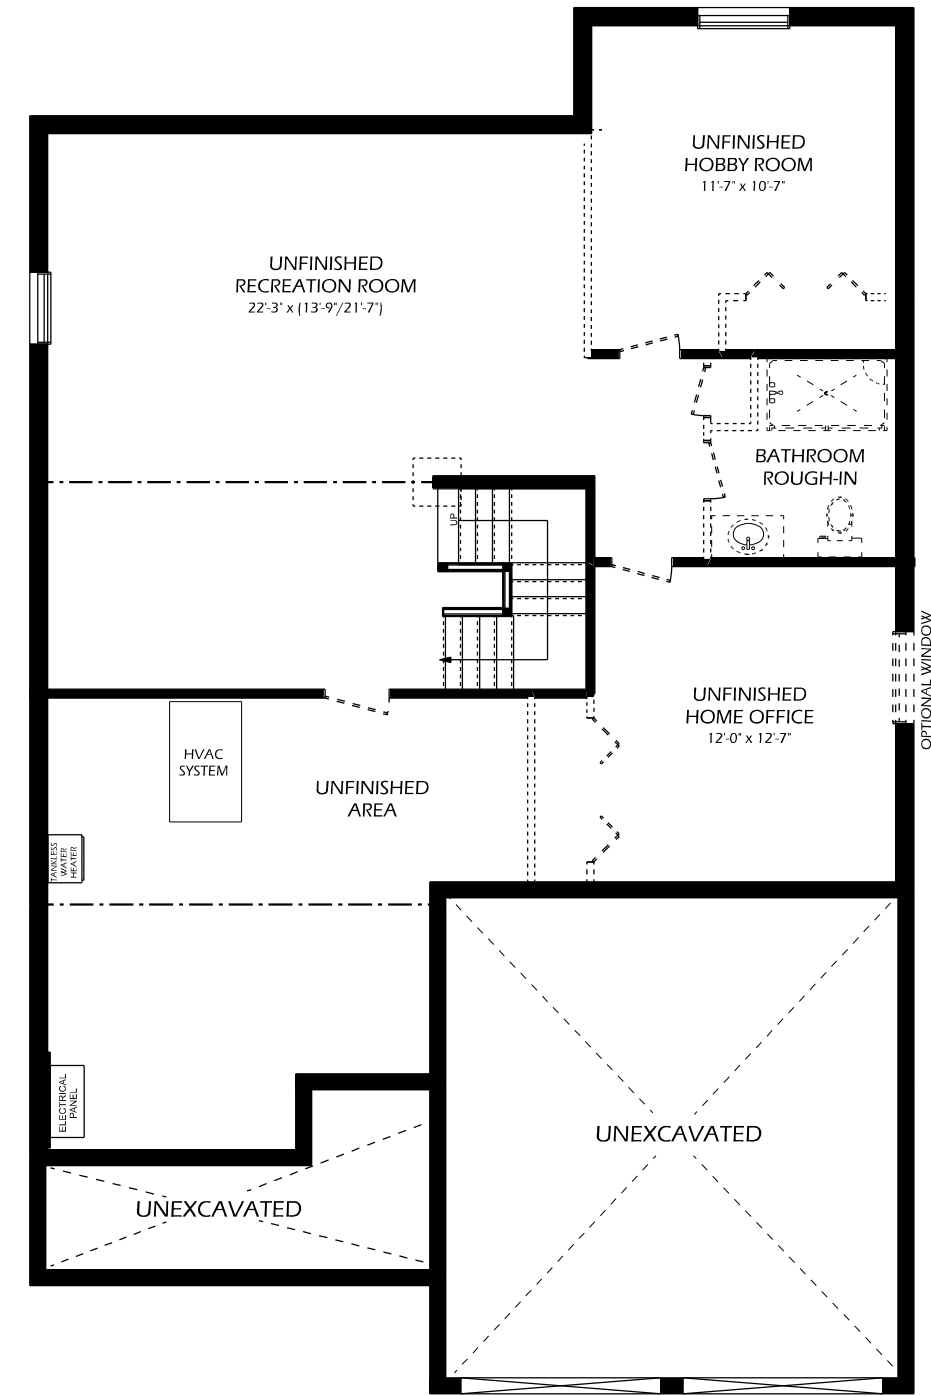 UNFINISHED
HOBBY ROOM
11'-7" x 10'-7"
UNFINISHED
RECREATION ROOM
22'-3" x (13'-9"/21'-7")
BATHROOM
ROUGH-IN
UP
OPTIONAL WINDOW
UNFINISHED
HOME OFFICE
12'-0" x 12'-7"
HVAC
SYSTEM
UNFINISHED
AREA
TANKLESS
WATER
HEATER
ELECTRICAL
PANEL
UNEXCAVATED
UNEXCAVATED